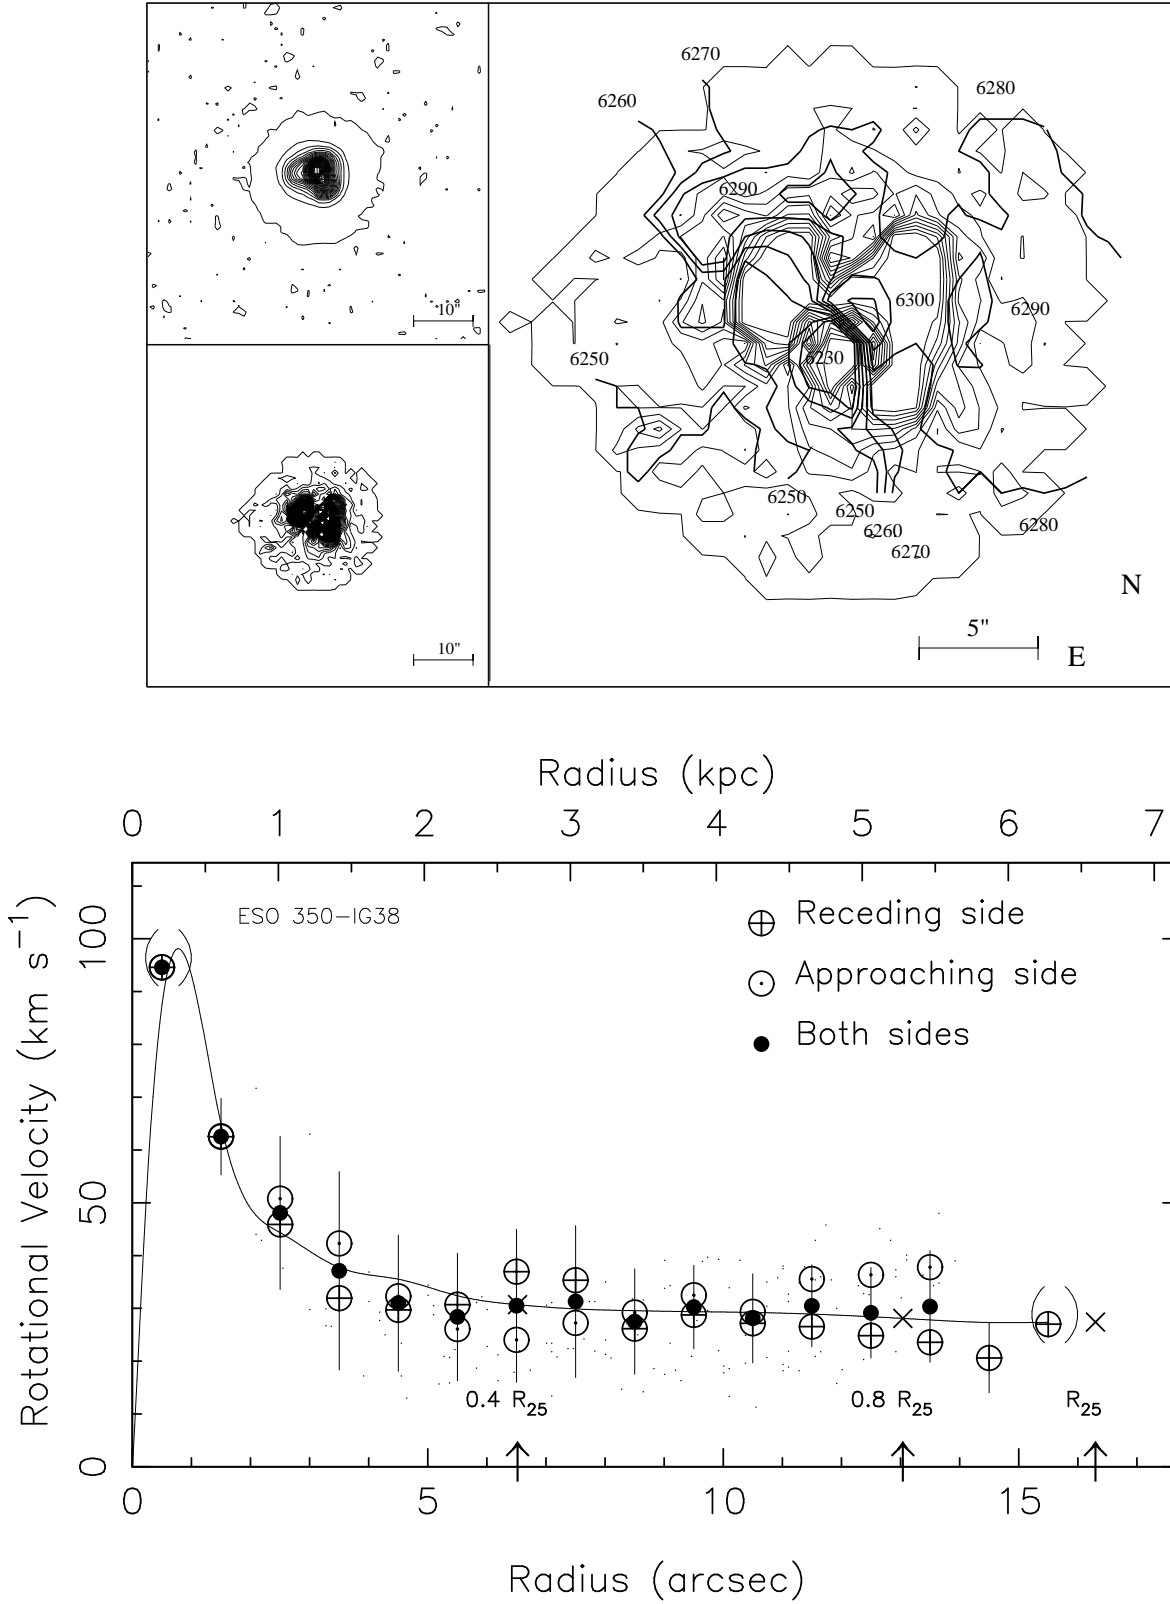 10"
10"
6270
6280
6260
6290
6300
6290
6250
6230
6250
6250
6260
6270
6280
N
5"
E
Radius (kpc)
0 1 2 3 4 5 6 7
ESO 350-IG38
Receding side
Approaching side
Both sides
Rotational Velocity (km s⁻¹)
100
50
0
0.4 R₂₅ 0.8 R₂₅ R₂₅
0 5 10 15
Radius (arcsec)